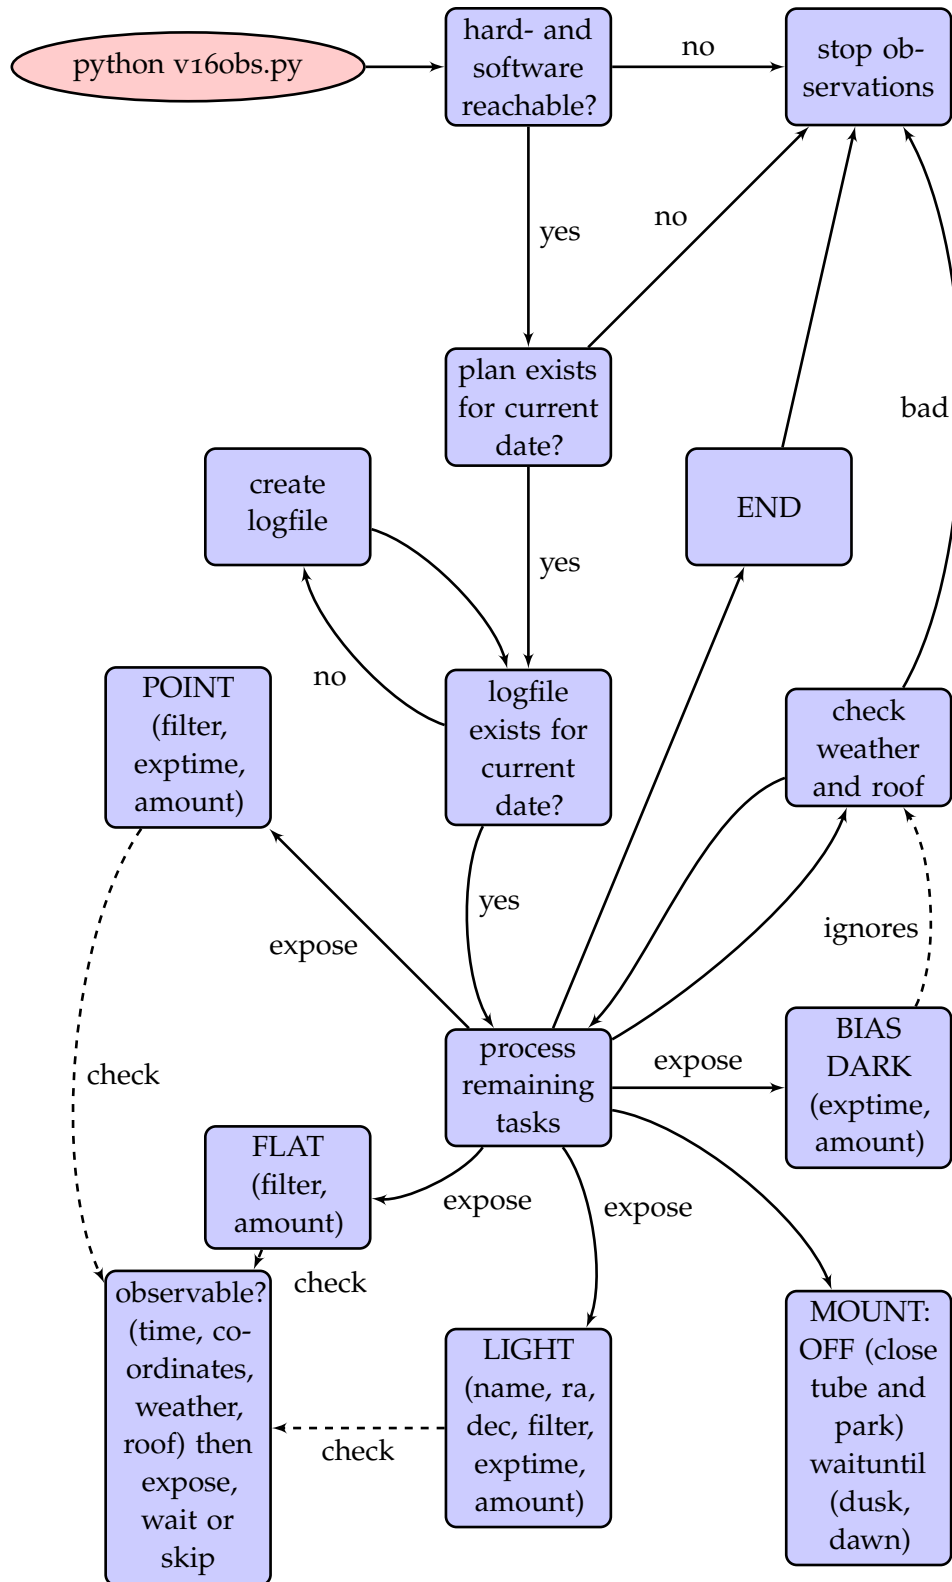 python v16obs.py
hard- and
software
reachable?
no
stop ob-
servations
yes
no
plan exists
for current
date?
bad
create
logfile
END
yes
no
POINT
(filter,
exptime,
amount)
logfile
exists for
current
date?
check
weather
and roof
yes
expose
ignores
check
process
remaining
tasks
expose
BIAS
DARK
(exptime,
amount)
FLAT
(filter,
amount)
expose
expose
check
observable?
(time, co-
ordinates,
weather,
roof) then
expose,
wait or
skip
check
LIGHT
(name, ra,
dec, filter,
exptime,
amount)
MOUNT:
OFF (close
tube and
park)
waituntil
(dusk,
dawn)